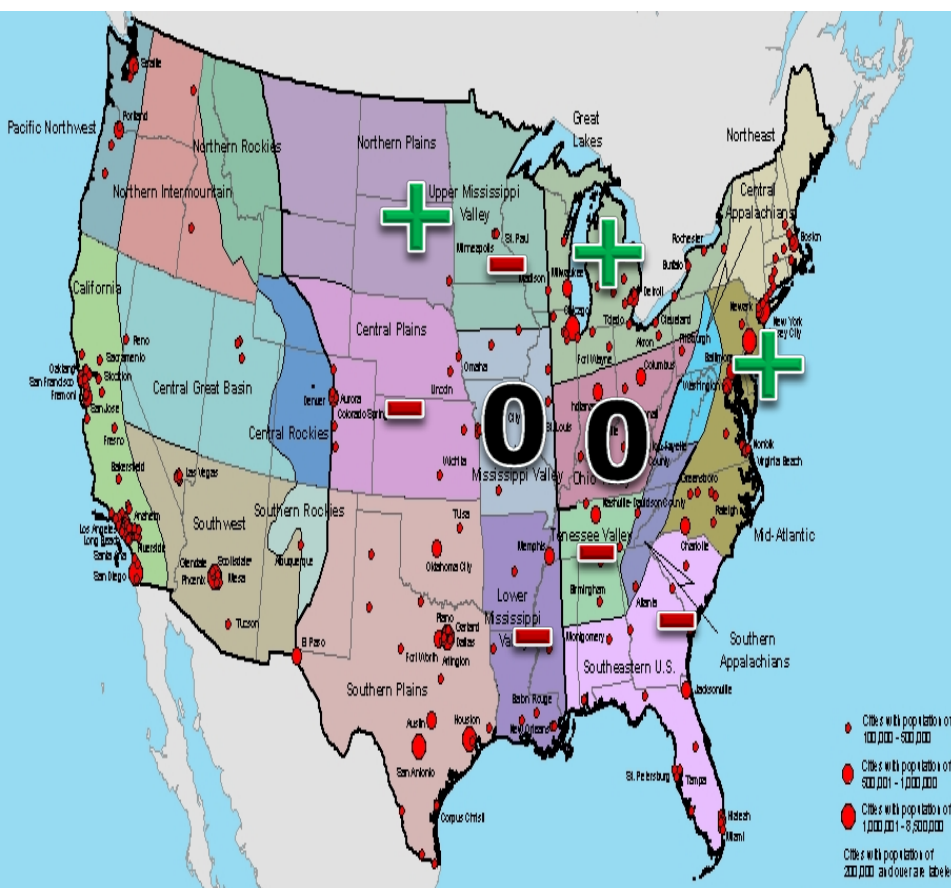 Seattle
Portland
Pacific Northwest
Northern Rockies
Northern Intermountain
Northern Plains
Upper Mississippi
Valley
Great
Lakes
Northeast
Central
Appalachians
St. Paul
Minneapolis
Madison
Milwaukee
Rochester
Buffalo
Boston
Detroit
Chicago
Toledo
Cleveland
Akron
Fort Wayne
Pittsburgh
Newark
New York
Jersey City
Baltimore
Washington
California
Reno
Sacramento
Oakland
San Francisco
Fremont
Stockton
San Jose
Fresno
Bakersfield
Central Great Basin
Central Plains
Denver
Aurora
Colorado Springs
Central Rockies
Omaha
Lincoln
Wichita
City
0
0
St. Louis
Columbus
Mississippi Valley
Norfolk
Virginia Beach
Greensboro
Raleigh
Mid-Atlantic
Las Vegas
Anaheim
Los Angeles
Long Beach
Santa Ana
Riverside
San Diego
Southwest
Southern Rockies
Glendale
Scottsdale
Phoenix
Mesa
Tucson
Albuquerque
El Paso
Tulsa
Oklahoma City
Memphis
Nashville-Davidson County
Tennessee Valley
Charlotte
Birmingham
Atlanta
Montgomery
Lower
Mississippi
Plano
Garland
Dallas
Fort Worth
Arlington
Southern Plains
Southeastern U.S.
Southern
Appalachians
Austin
Houston
San Antonio
Corpus Christi
Baton Rouge
New Orleans
Jacksonville
St. Petersburg
Tampa
Hialeah
Miami
Cities with population of
100,000 - 500,000
Cities with population of
500,001 - 1,000,000
Cities with population of
1,000,001 - 8,500,000
Cities with population of
200,000 and over are labeled